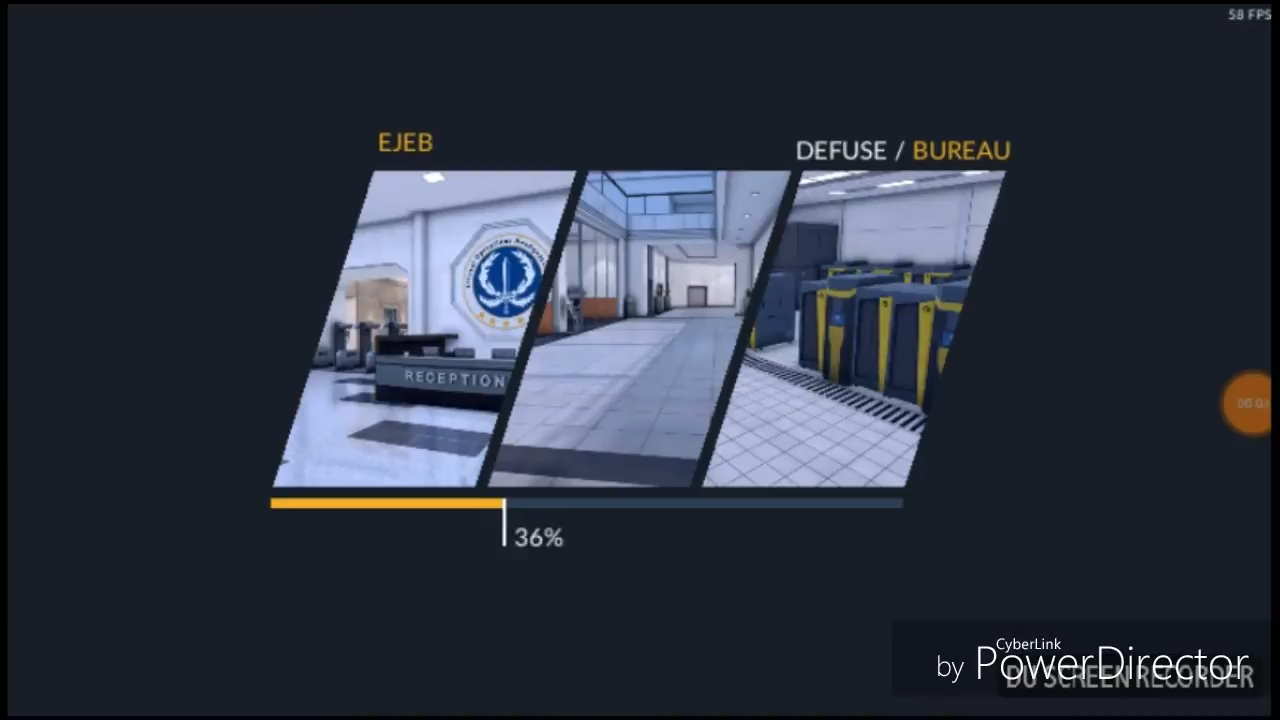 58 FPS
EJEB
DEFUSE / BUREAU
RECEPTION
36%
CyberLink
by PowerDirector
DU SCREEN RECORDER